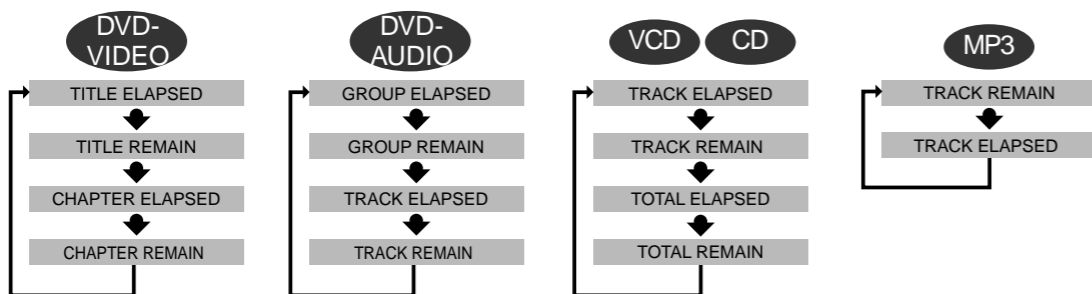 DVD-
VIDEO
TITLE ELAPSED
TITLE REMAIN
CHAPTER ELAPSED
CHAPTER REMAIN
DVD-
AUDIO
GROUP ELAPSED
GROUP REMAIN
TRACK ELAPSED
TRACK REMAIN
VCD CD
TRACK ELAPSED
TRACK REMAIN
TOTAL ELAPSED
TOTAL REMAIN
MP3
TRACK REMAIN
TRACK ELAPSED